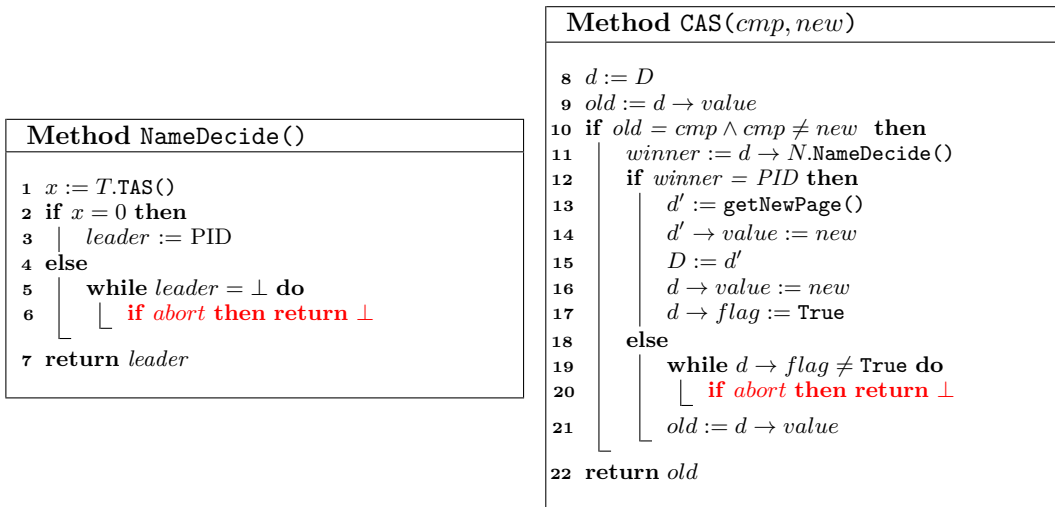 Method NameDecide()
1 x := T.TAS()
2 if x = 0 then
3 leader := PID
4 else
5 while leader = ⊥ do
6 if abort then return ⊥
7 return leader
Method CAS(cmp, new)
8 d := D
9 old := d → value
10 if old = cmp ∧ cmp ≠ new then
11 winner := d → N.NameDecide()
12 if winner = PID then
13 d′ := getNewPage()
14 d′ → value := new
15 D := d′
16 d → value := new
17 d → flag := True
18 else
19 while d → flag ≠ True do
20 if abort then return ⊥
21 old := d → value
22 return old